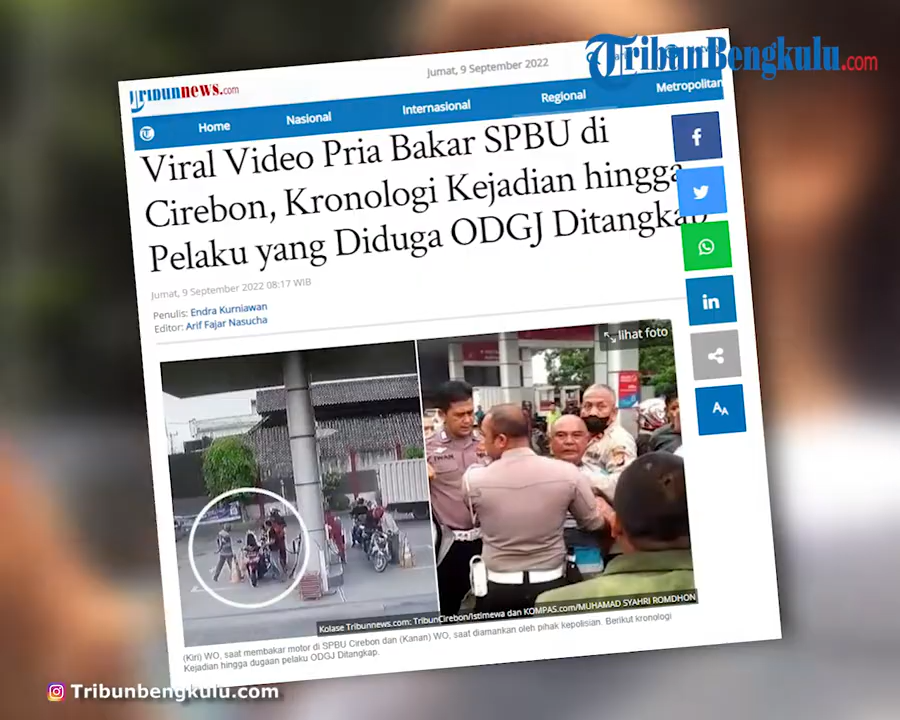 TribunBengkulu.com
Tribunnews.com
Jumat, 9 September 2022
Home
Nasional
Internasional
Regional
Metropolitan
Viral Video Pria Bakar SPBU di
Cirebon, Kronologi Kejadian hingga
Pelaku yang Diduga ODGJ Ditangkap
Jumat, 9 September 2022 08:17 WIB
Penulis: Endra Kurniawan
Editor: Arif Fajar Nasucha
lihat foto
Kolase Tribunnews.com: TribunCirebon/Istimewa dan KOMPAS.com/MUHAMAD SYAHRI ROMDHON
(Kiri) WO, saat membakar motor di SPBU Cirebon dan (Kanan) WO, saat diamankan oleh pihak kepolisian. Berikut kronologi
Kejadian hingga dugaan pelaku ODGJ Ditangkap.
Tribunbengkulu.com